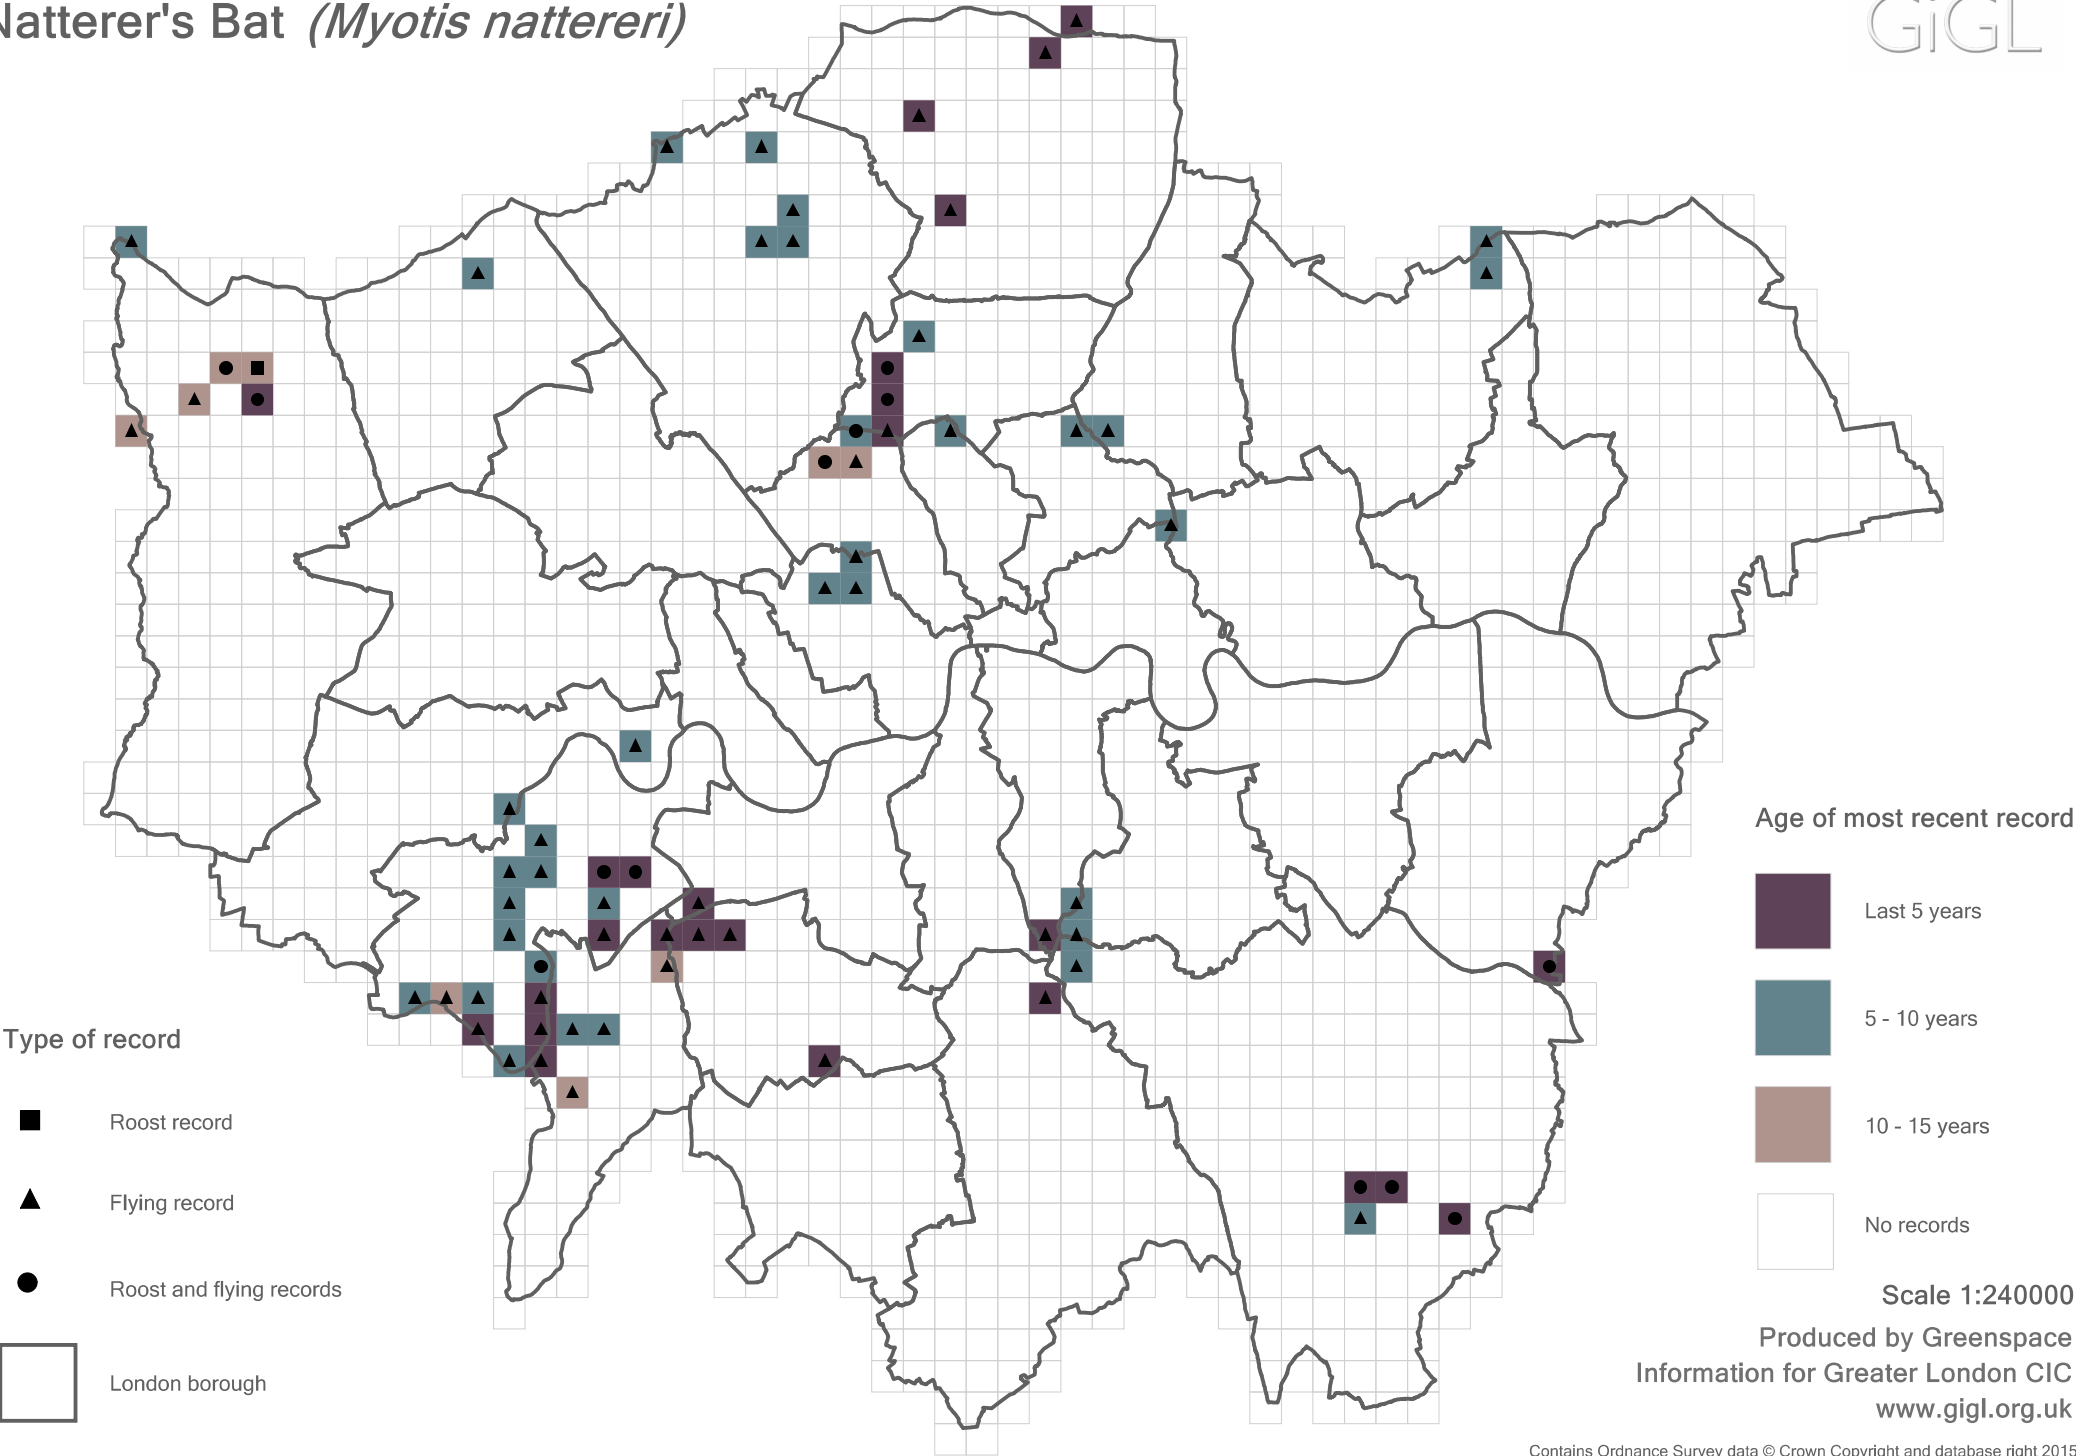 Natterer's Bat (Myotis nattereri)
GiGL
Age of most recent record
Last 5 years
5 - 10 years
10 - 15 years
No records
Type of record
Roost record
Flying record
Roost and flying records
London borough
Scale 1:240000
Produced by Greenspace
Information for Greater London CIC
www.gigl.org.uk
Contains Ordnance Survey data © Crown Copyright and database right 2015